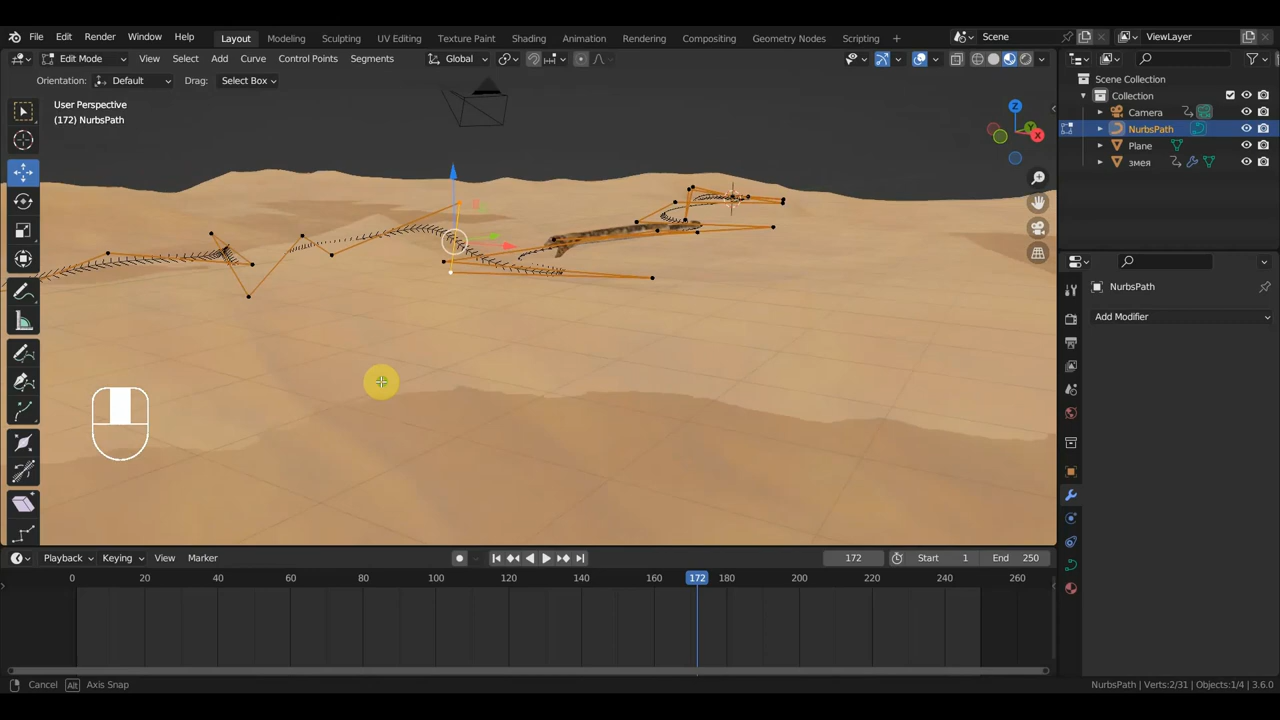 File Edit Render Window Help Layout Modeling Sculpting UV Editing Texture Paint Shading Animation Rendering Compositing Geometry Nodes Scripting + Scene ViewLayer
Edit Mode View Select Add Curve Control Points Segments Global
Orientation: Default Drag: Select Box
User Perspective
(172) NurbsPath
Scene Collection
Collection
Camera
NurbsPath
Plane
змея
Z
Y
X
NurbsPath
Add Modifier
Playback Keying View Marker 172 Start 1 End 250
0 20 40 60 80 100 120 140 160 172 180 200 220 240 260
Cancel Alt Axis Snap NurbsPath | Verts:2/31 | Objects:1/4 | 3.6.0